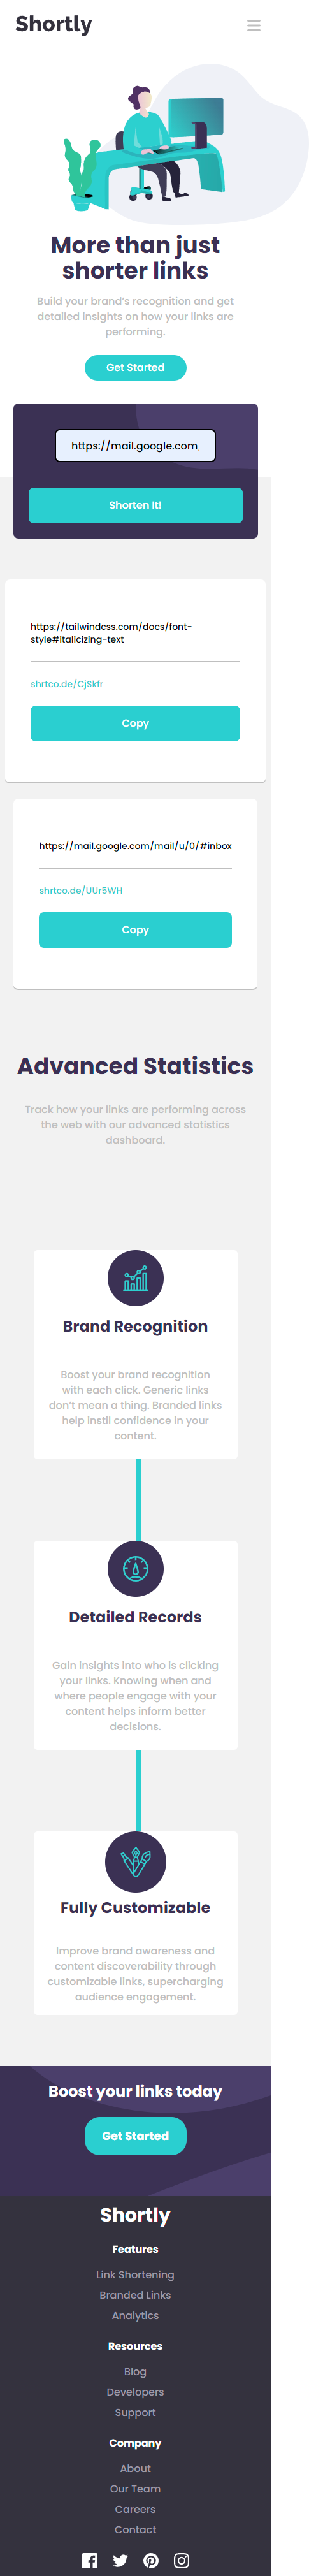 Shortly
More than just
shorter links
Build your brand's recognition and get
detailed insights on how your links are
performing.
Get Started
https://mail.google.com,
Shorten It!
https://tailwindcss.com/docs/font-
style#italicizing-text
shrtco.de/CjSkfr
Copy
https://mail.google.com/mail/u/0/#inbox
shrtco.de/UUr5WH
Copy
Advanced Statistics
Track how your links are performing across
the web with our advanced statistics
dashboard.
Brand Recognition
Boost your brand recognition
with each click. Generic links
don't mean a thing. Branded links
help instil confidence in your
content.
Detailed Records
Gain insights into who is clicking
your links. Knowing when and
where people engage with your
content helps inform better
decisions.
Fully Customizable
Improve brand awareness and
content discoverability through
customizable links, supercharging
audience engagement.
Boost your links today
Get Started
Shortly
Features
Link Shortening
Branded Links
Analytics
Resources
Blog
Developers
Support
Company
About
Our Team
Careers
Contact